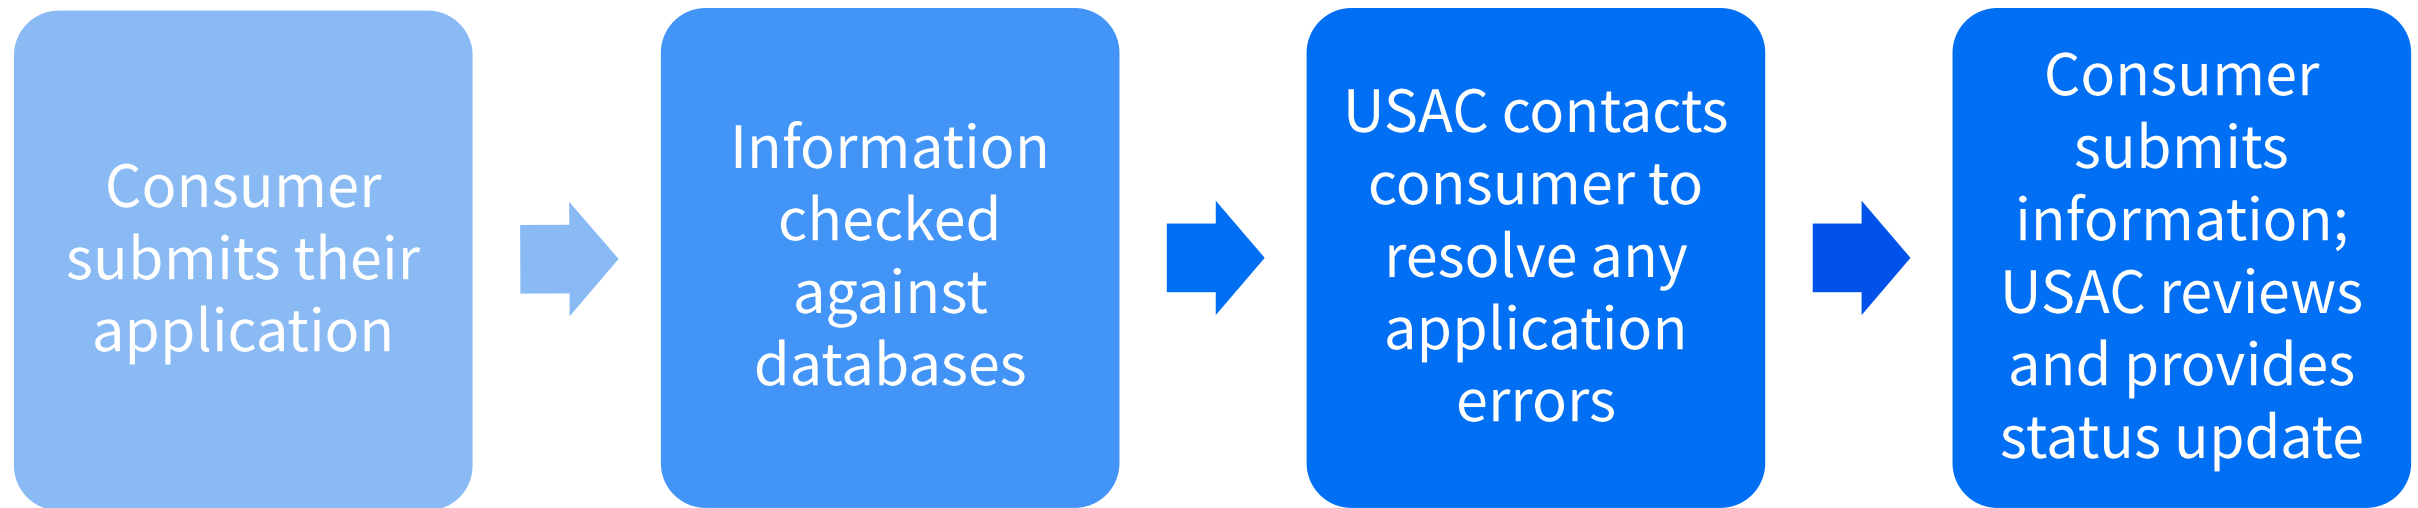 Consumer
submits their
application
Information
checked
against
databases
USAC contacts
consumer to
resolve any
application
errors
Consumer
submits
information;
USAC reviews
and provides
status update